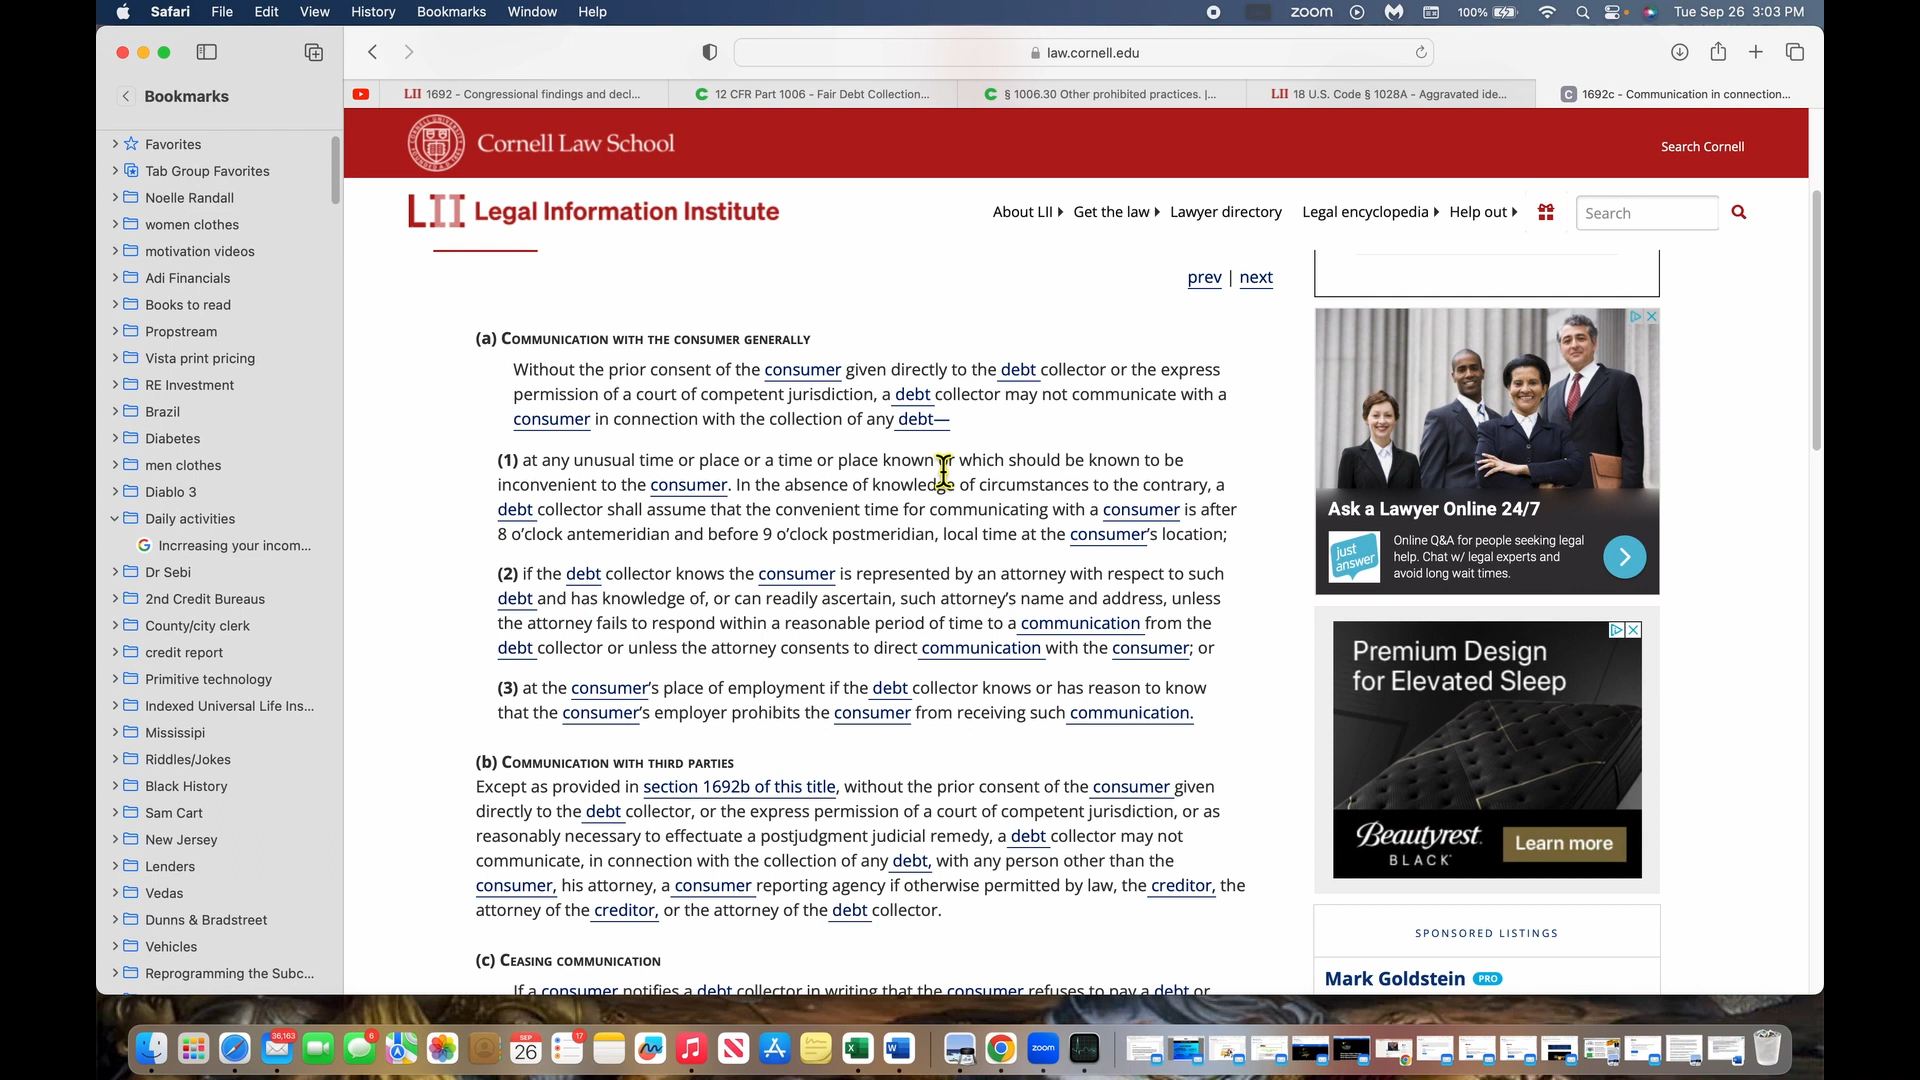 Safari File Edit View History Bookmarks Window Help
zoom 100% Tue Sep 26 3:03 PM
law.cornell.edu
Bookmarks
LII 1692 - Congressional findings and decl...
12 CFR Part 1006 - Fair Debt Collection...
§ 1006.30 Other prohibited practices. |...
LII 18 U.S. Code § 1028A - Aggravated ide...
C 1692c - Communication in connection...
Favorites
Tab Group Favorites
Noelle Randall
women clothes
motivation videos
Adi Financials
Books to read
Propstream
Vista print pricing
RE Investment
Brazil
Diabetes
men clothes
Diablo 3
Daily activities
Incrreasing your incom...
Dr Sebi
2nd Credit Bureaus
County/city clerk
credit report
Primitive technology
Indexed Universal Life Ins...
Mississipi
Riddles/Jokes
Black History
Sam Cart
New Jersey
Lenders
Vedas
Dunns & Bradstreet
Vehicles
Reprogramming the Subc...
Cornell Law School
Search Cornell
LII Legal Information Institute
About LII Get the law Lawyer directory Legal encyclopedia Help out
Search
prev | next
(a) COMMUNICATION WITH THE CONSUMER GENERALLY
Without the prior consent of the consumer given directly to the debt collector or the express
permission of a court of competent jurisdiction, a debt collector may not communicate with a
consumer in connection with the collection of any debt—
(1) at any unusual time or place or a time or place known or which should be known to be
inconvenient to the consumer. In the absence of knowledge of circumstances to the contrary, a
debt collector shall assume that the convenient time for communicating with a consumer is after
8 o’clock antemeridian and before 9 o’clock postmeridian, local time at the consumer’s location;
(2) if the debt collector knows the consumer is represented by an attorney with respect to such
debt and has knowledge of, or can readily ascertain, such attorney’s name and address, unless
the attorney fails to respond within a reasonable period of time to a communication from the
debt collector or unless the attorney consents to direct communication with the consumer; or
(3) at the consumer’s place of employment if the debt collector knows or has reason to know
that the consumer’s employer prohibits the consumer from receiving such communication.
(b) COMMUNICATION WITH THIRD PARTIES
Except as provided in section 1692b of this title, without the prior consent of the consumer given
directly to the debt collector, or the express permission of a court of competent jurisdiction, or as
reasonably necessary to effectuate a postjudgment judicial remedy, a debt collector may not
communicate, in connection with the collection of any debt, with any person other than the
consumer, his attorney, a consumer reporting agency if otherwise permitted by law, the creditor, the
attorney of the creditor, or the attorney of the debt collector.
(c) CEASING COMMUNICATION
If a consumer notifies a debt collector in writing that the consumer refuses to pay a debt or
Ask a Lawyer Online 24/7
just
answer
Online Q&A for people seeking legal
help. Chat w/ legal experts and
avoid long wait times.
Premium Design
for Elevated Sleep
Beautyrest
BLACK
Learn more
SPONSORED LISTINGS
Mark Goldstein PRO
36,163
6
SEP
26
17
zoom